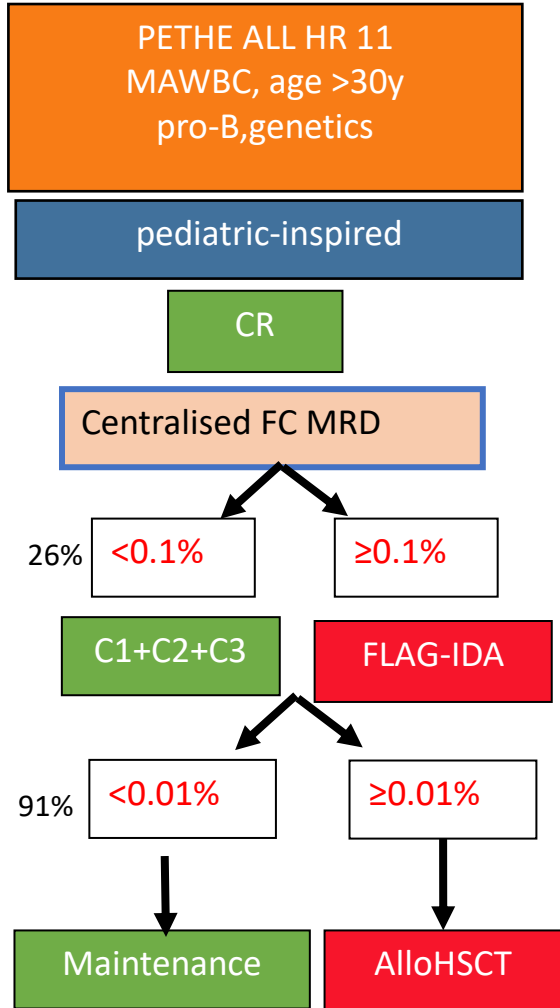 PETHE ALL HR 11
MAWBC, age >30y
pro-B,genetics
pediatric-inspired
CR
Centralised FC MRD
26% <0.1% ≥0.1%
C1+C2+C3 FLAG-IDA
91% <0.01% ≥0.01%
Maintenance AlloHSCT